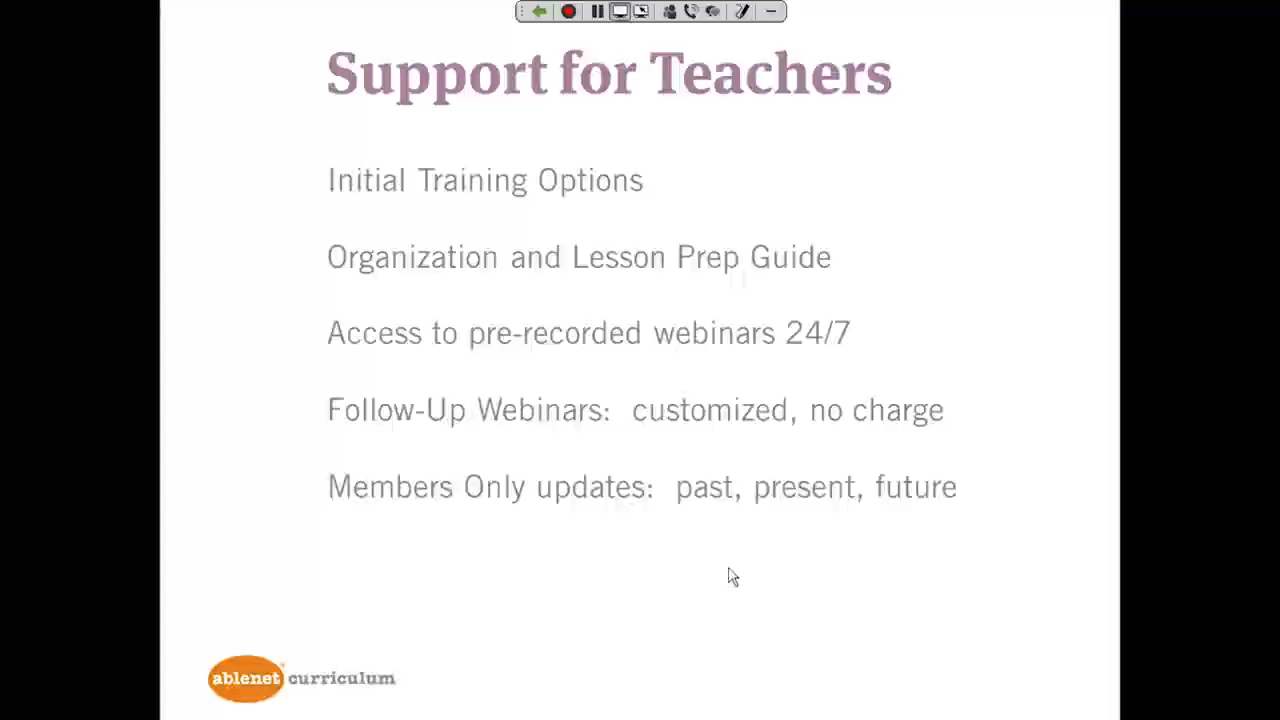 Support for Teachers
Initial Training Options
Organization and Lesson Prep Guide
Access to pre-recorded webinars 24/7
Follow-Up Webinars: customized, no charge
Members Only updates: past, present, future
ablenet curriculum